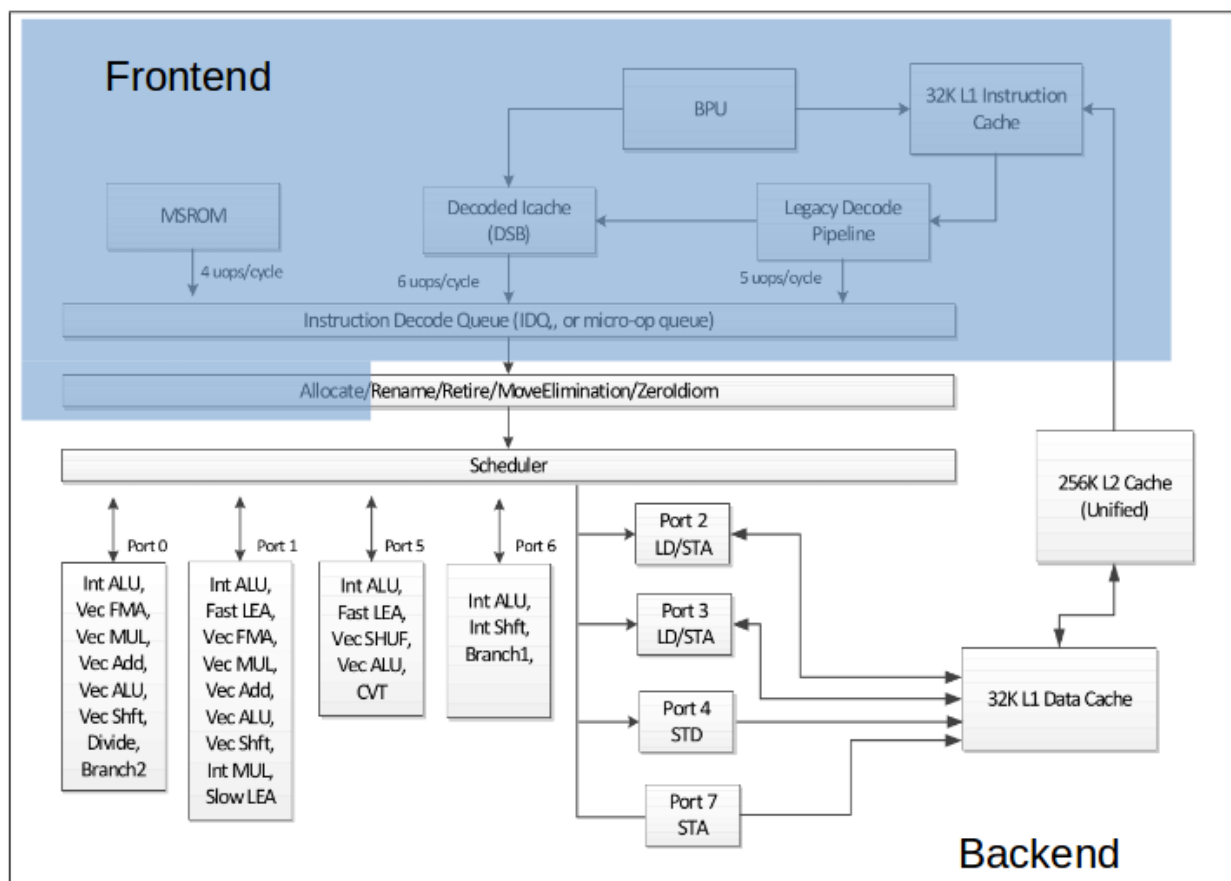 Frontend
BPU
32K L1 Instruction
Cache
MSROM
Decoded Icache
(DSB)
Legacy Decode
Pipeline
4 uops/cycle
6 uops/cycle
5 uops/cycle
Instruction Decode Queue (IDQ,, or micro-op queue)
Allocate/Rename/Retire/MoveElimination/ZeroIdiom
Scheduler
256K L2 Cache
(Unified)
Port 0
Int ALU,
Vec FMA,
Vec MUL,
Vec Add,
Vec ALU,
Vec Shft,
Divide,
Branch2
Port 1
Int ALU,
Fast LEA,
Vec FMA,
Vec MUL,
Vec Add,
Vec ALU,
Vec Shft,
Int MUL,
Slow LEA
Port 5
Int ALU,
Fast LEA,
Vec SHUF,
Vec ALU,
CVT
Port 6
Int ALU,
Int Shft,
Branch1,
Port 2
LD/STA
Port 3
LD/STA
Port 4
STD
Port 7
STA
32K L1 Data Cache
Backend